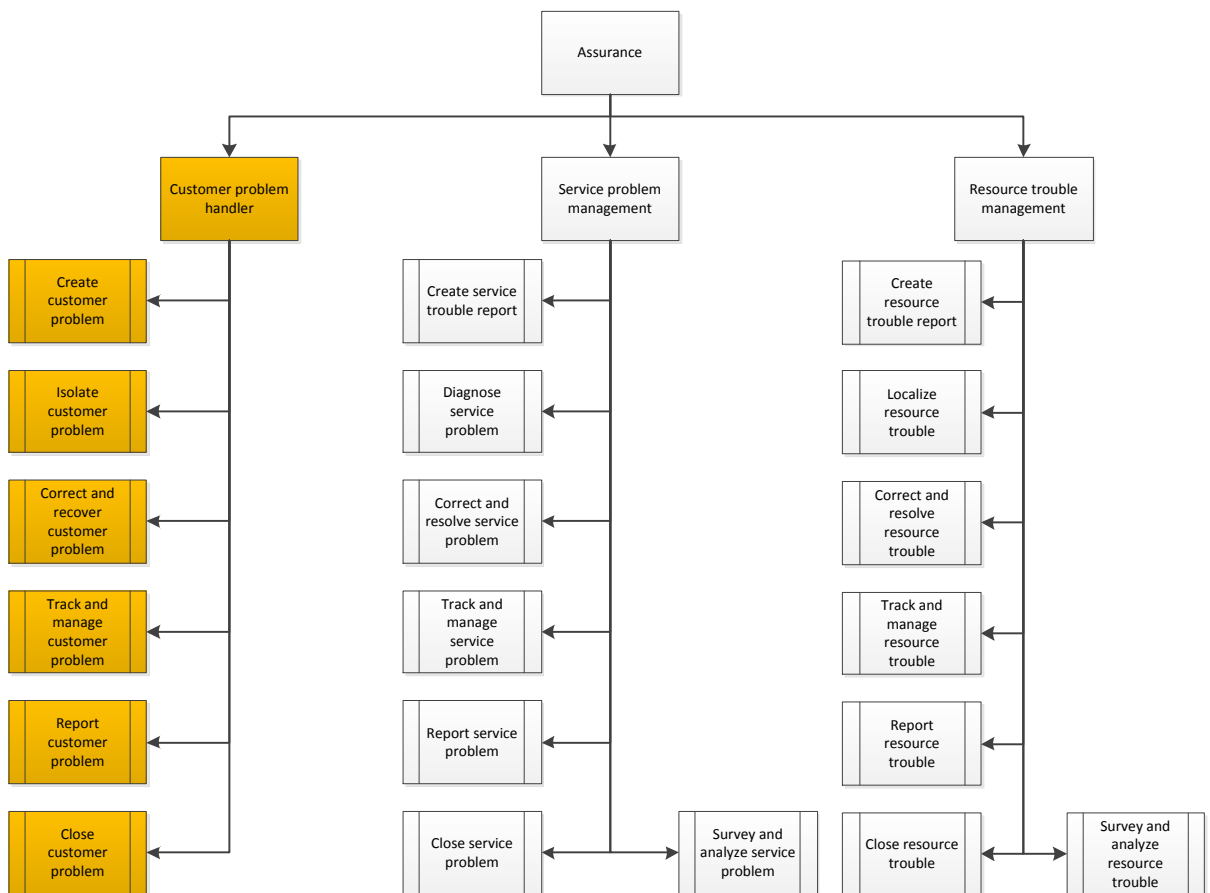 Assurance
Customer problem
handler
Service problem
management
Resource trouble
management
Create
customer
problem
Create service
trouble report
Create
resource
trouble report
Isolate
customer
problem
Diagnose
service
problem
Localize
resource
trouble
Correct and
recover
customer
problem
Correct and
resolve service
problem
Correct and
resolve
resource
trouble
Track and
manage
customer
problem
Track and
manage
service
problem
Track and
manage
resource
trouble
Report
customer
problem
Report service
problem
Report
resource
trouble
Close
customer
problem
Close service
problem
Survey and
analyze service
problem
Close resource
trouble
Survey and
analyze
resource
trouble